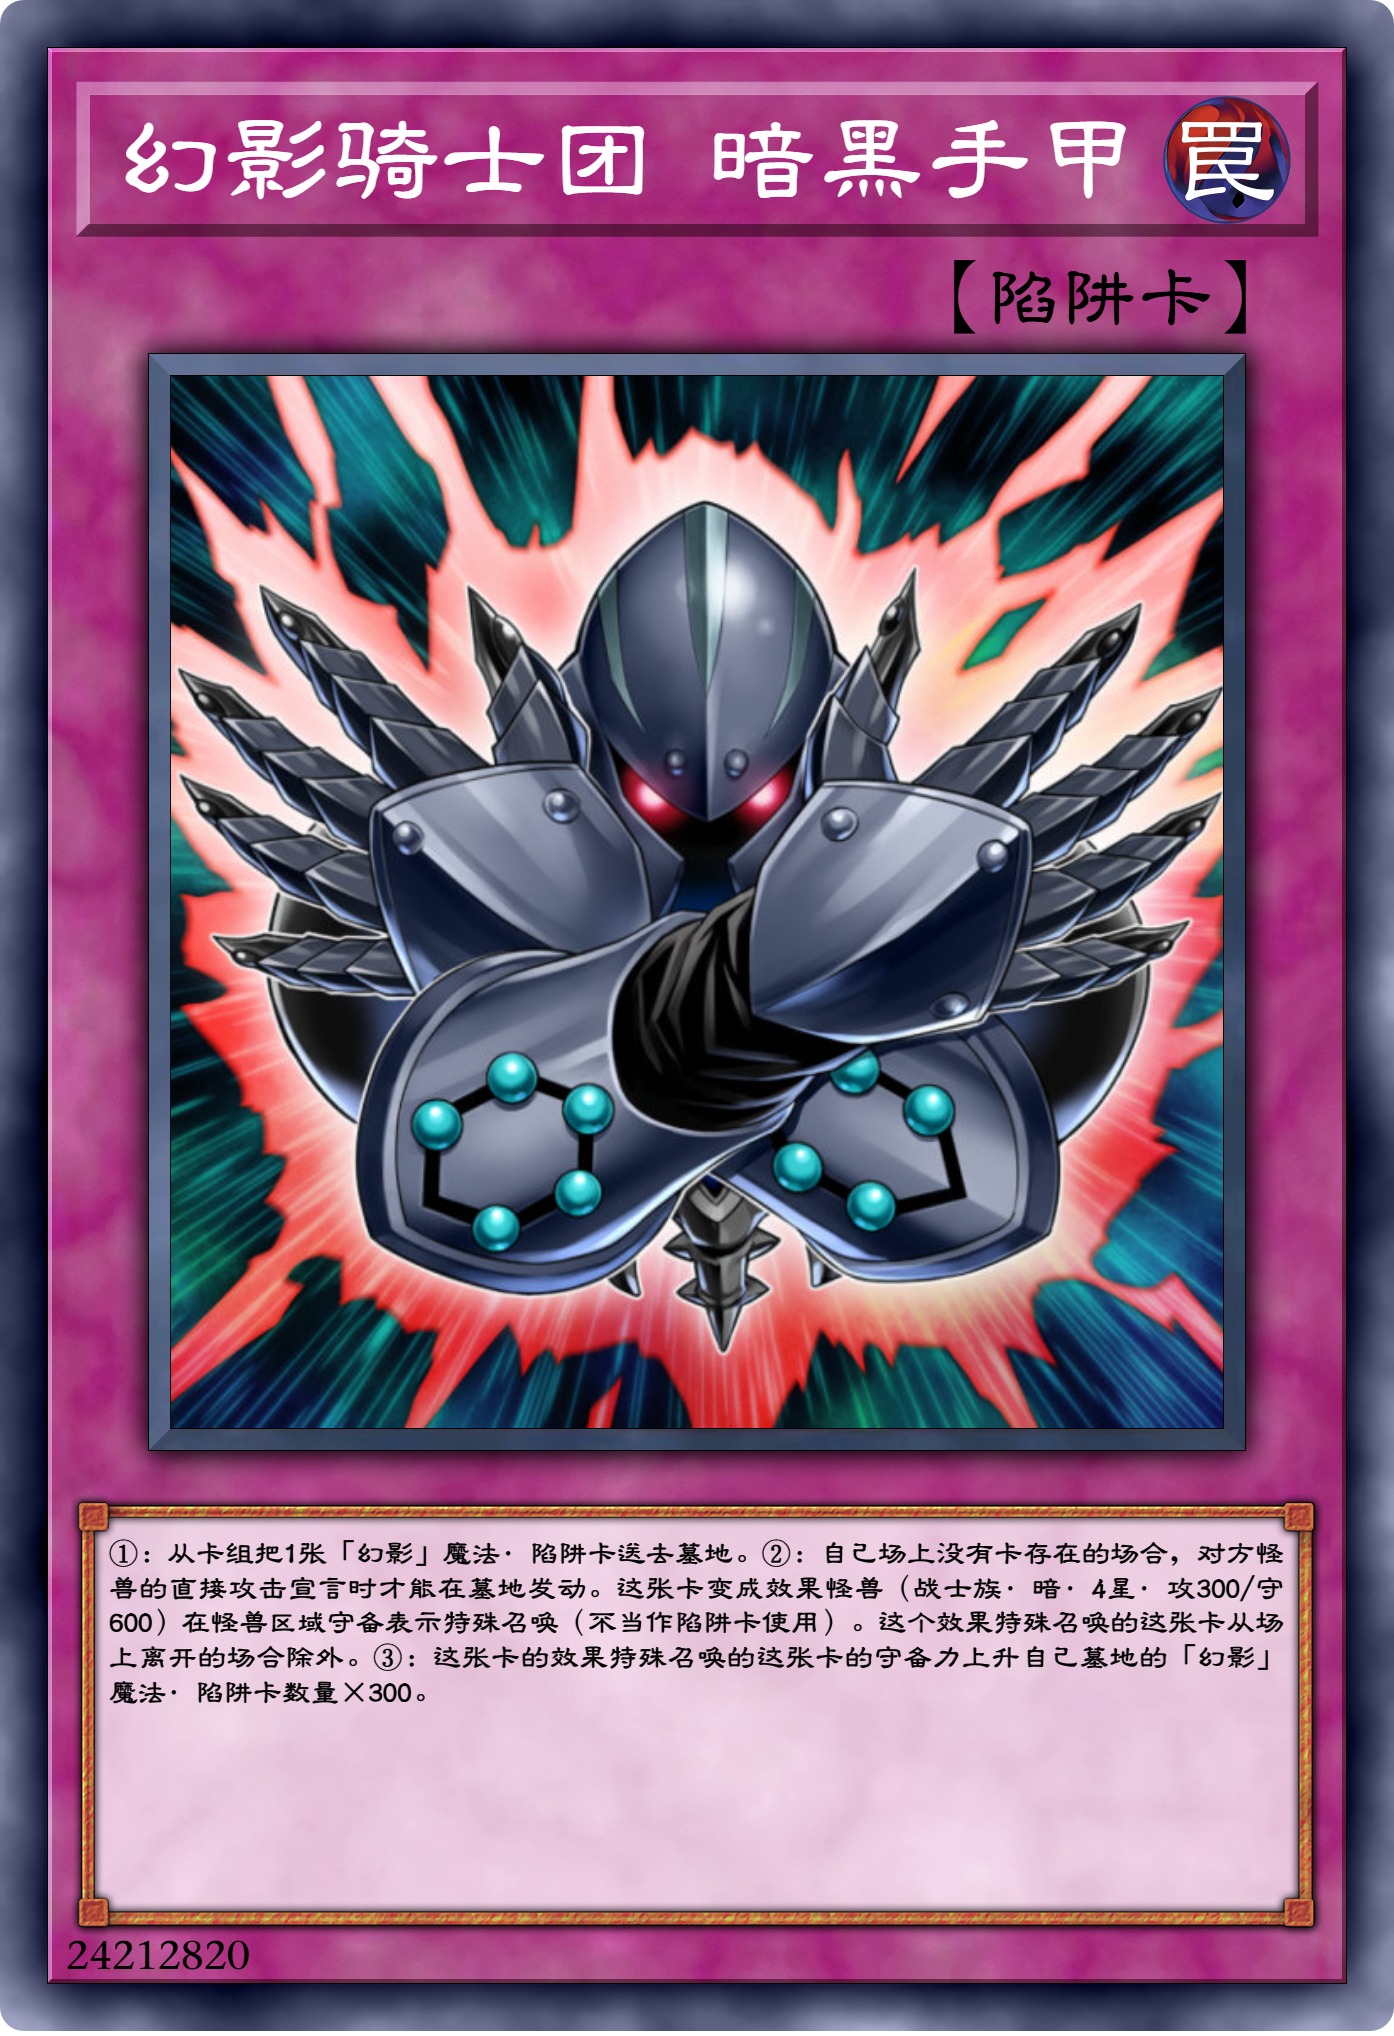 幻影骑士团 暗黑手甲 罠
【陷阱卡】
①：从卡组把1张「幻影」魔法·陷阱卡送去墓地。②：自己场上没有卡存在的场合，对方怪
兽的直接攻击宣言时才能在墓地发动。这张卡变成效果怪兽（战士族·暗·4星·攻300/守
600）在怪兽区域守备表示特殊召唤（不当作陷阱卡使用）。这个效果特殊召唤的这张卡从场
上离开的场合除外。③：这张卡的效果特殊召唤的这张卡的守备力上升自己墓地的「幻影」
魔法·陷阱卡数量×300。
24212820